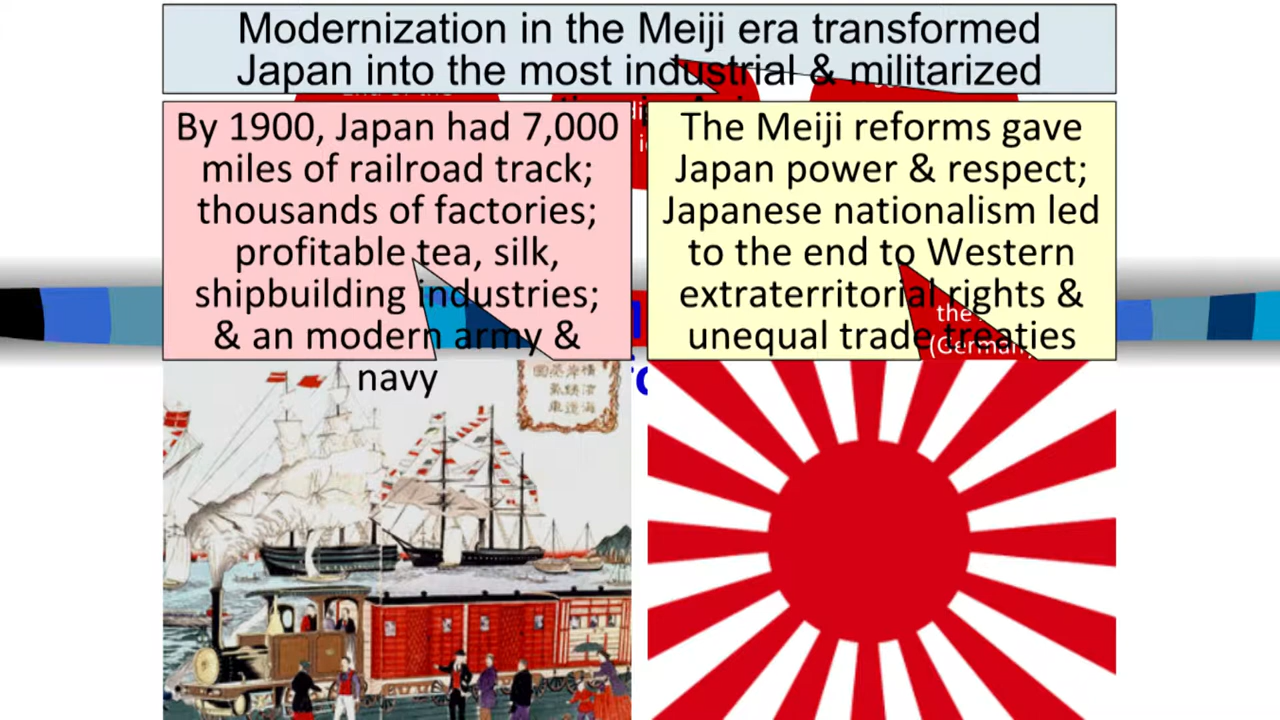 Modernization in the Meiji era transformed
Japan into the most industrial & militarized
By 1900, Japan had 7,000
miles of railroad track;
thousands of factories;
profitable tea, silk,
shipbuilding industries;
& an modern army &
navy
The Meiji reforms gave
Japan power & respect;
Japanese nationalism led
to the end to Western
extraterritorial rights &
unequal trade treaties
the